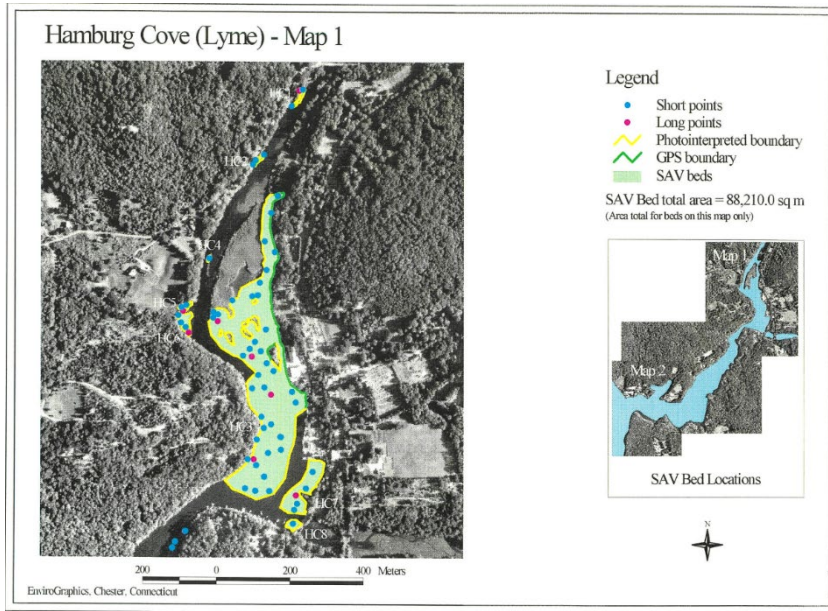 Hamburg Cove (Lyme) - Map 1
Legend
Short points
Long points
Photointerpreted boundary
GPS boundary
SAV beds
SAV Bed total area = 88,210.0 sq m
(Area total for beds on this map only)
HC2
HC4
HC5
HC6
HC3
HC7
HC8
Map 1
Map 2
SAV Bed Locations
N
200
0
200
400
Meters
EnviroGraphics, Chester, Connecticut